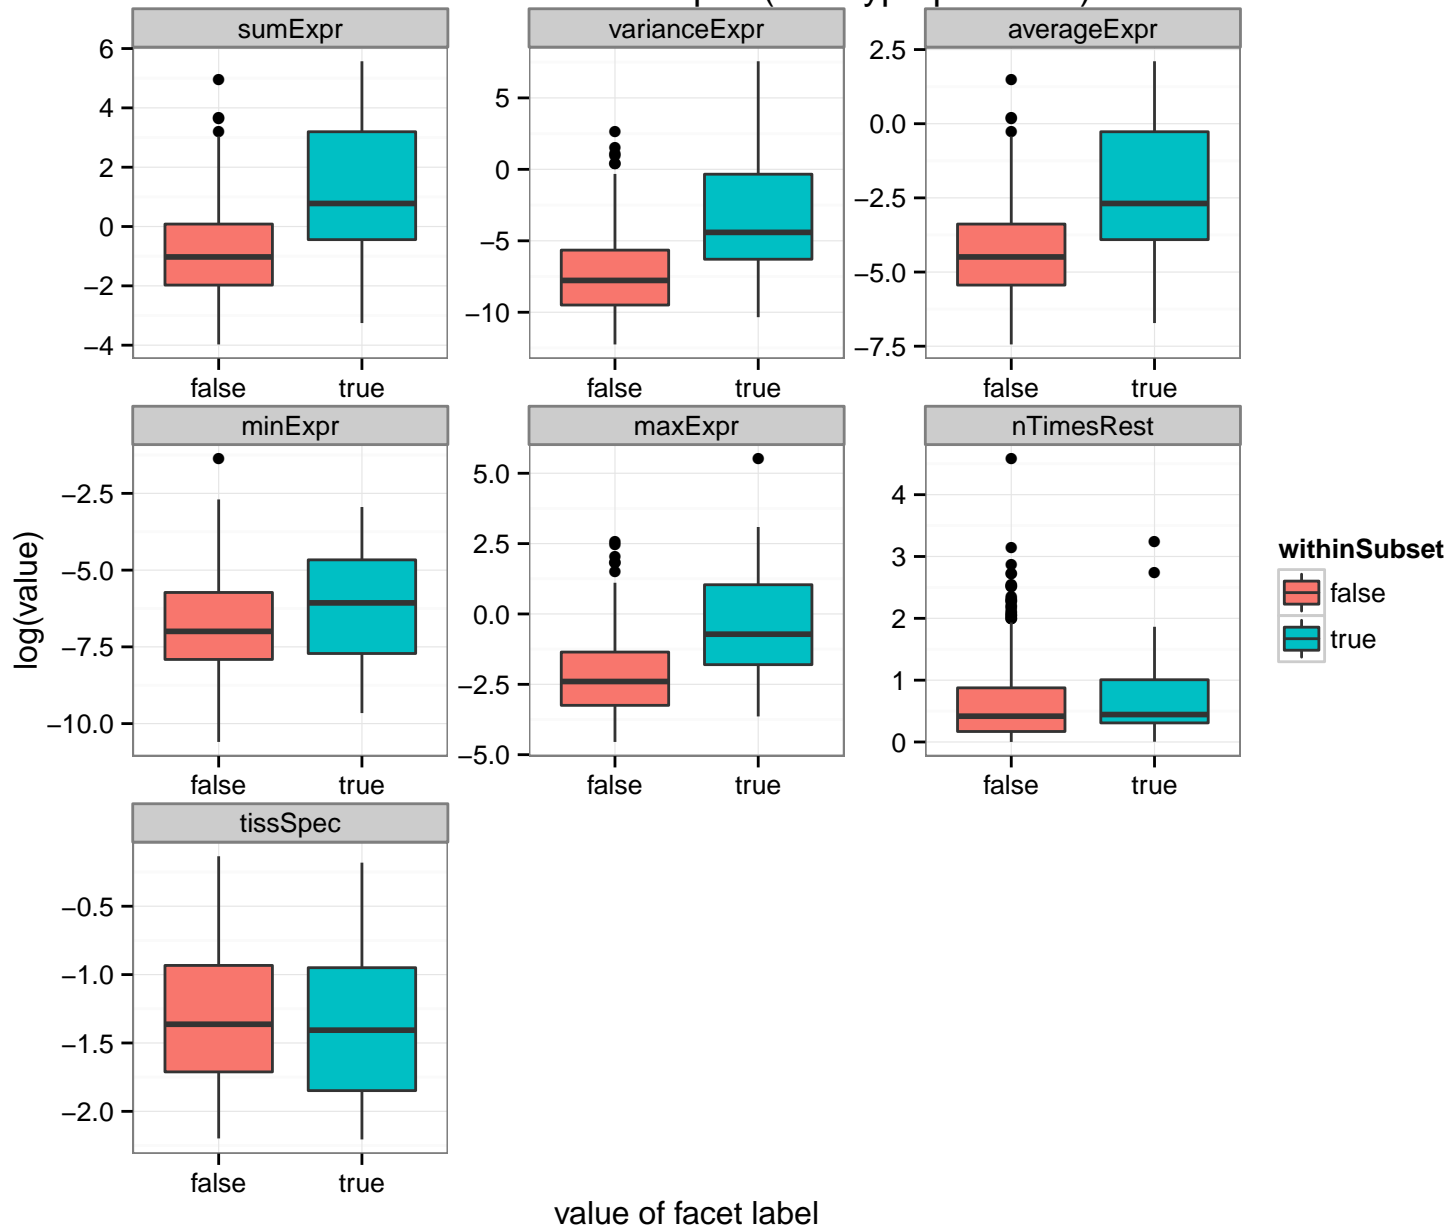 sumExpr
varianceExpr
averageExpr
6
4
2
0
−2
−4
5
0
−5
−10
2.5
0.0
−2.5
−5.0
−7.5
false
true
false
true
false
true
minExpr
maxExpr
nTimesRest
−2.5
−5.0
−7.5
−10.0
5.0
2.5
0.0
−2.5
−5.0
4
3
2
1
0
false
true
false
true
false
true
tissSpec
−0.5
−1.0
−1.5
−2.0
false
true
log(value)
value of facet label
withinSubset
false
true